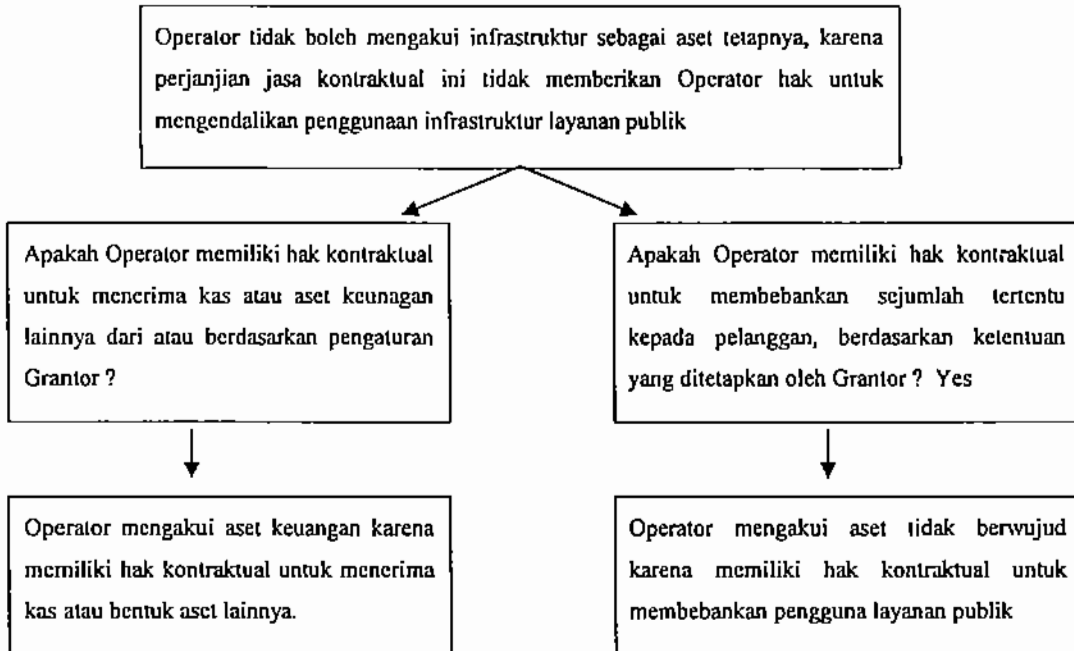 Operator tidak boleh mengakui infrastruktur sebagai aset tetapnya, karena
perjanjian jasa kontraktual ini tidak memberikan Operator hak untuk
mengendalikan penggunaan infrastruktur layanan publik
Apakah Operator memiliki hak kontraktual
untuk menerima kas atau aset keunagan
lainnya dari atau berdasarkan pengaturan
Grantor ?
Apakah Operator memiliki hak kontraktual
untuk membebankan sejumlah tertentu
kepada pelanggan, berdasarkan ketentuan
yang ditetapkan oleh Grantor ? Yes
Operator mengakui aset keuangan karena
memiliki hak kontraktual untuk menerima
kas atau bentuk aset lainnya.
Operator mengakui aset tidak berwujud
karena memiliki hak kontraktual untuk
membebankan pengguna layanan publik